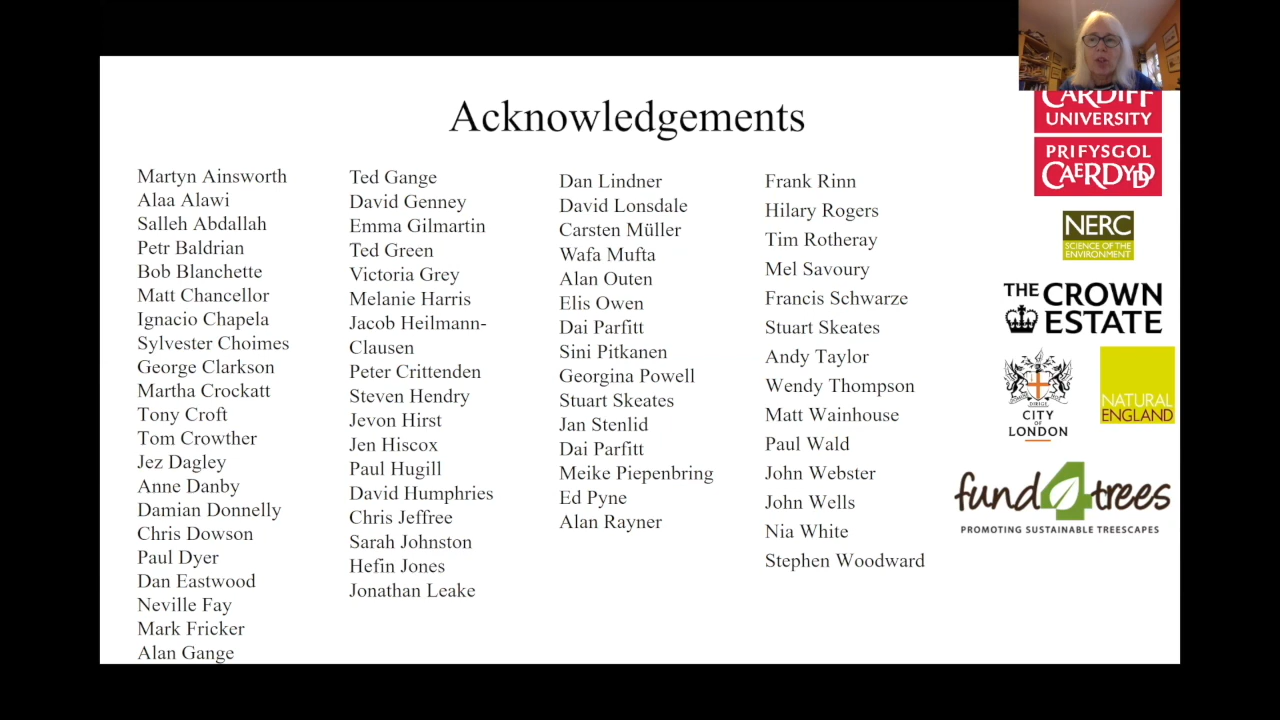 Acknowledgements
Martyn Ainsworth
Alaa Alawi
Salleh Abdallah
Petr Baldrian
Bob Blanchette
Matt Chancellor
Ignacio Chapela
Sylvester Choimes
George Clarkson
Martha Crockatt
Tony Croft
Tom Crowther
Jez Dagley
Anne Danby
Damian Donnelly
Chris Dowson
Paul Dyer
Dan Eastwood
Neville Fay
Mark Fricker
Alan Gange
Ted Gange
David Genney
Emma Gilmartin
Ted Green
Victoria Grey
Melanie Harris
Jacob Heilmann-
Clausen
Peter Crittenden
Steven Hendry
Jevon Hirst
Jen Hiscox
Paul Hugill
David Humphries
Chris Jeffree
Sarah Johnston
Hefin Jones
Jonathan Leake
Dan Lindner
David Lonsdale
Carsten Müller
Wafa Mufta
Alan Outen
Elis Owen
Dai Parfitt
Sini Pitkanen
Georgina Powell
Stuart Skeates
Jan Stenlid
Dai Parfitt
Meike Piepenbring
Ed Pyne
Alan Rayner
Frank Rinn
Hilary Rogers
Tim Rotheray
Mel Savoury
Francis Schwarze
Stuart Skeates
Andy Taylor
Wendy Thompson
Matt Wainhouse
Paul Wald
John Webster
John Wells
Nia White
Stephen Woodward
CARDIFF
UNIVERSITY
PRIFYSGOL
CAERDYDD
NERC
SCIENCE OF THE
ENVIRONMENT
THE CROWN
ESTATE
CITY
OF
LONDON
NATURAL
ENGLAND
fund4trees
PROMOTING SUSTAINABLE TREESCAPES